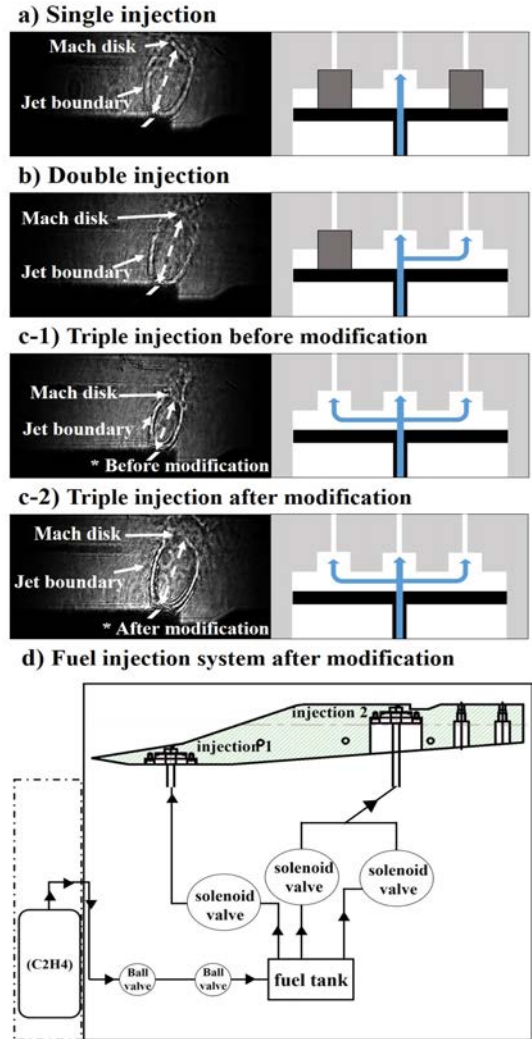 a) Single injection
Mach disk
Jet boundary
b) Double injection
Mach disk
Jet boundary
c-1) Triple injection before modification
Mach disk
Jet boundary
* Before modification
c-2) Triple injection after modification
Mach disk
Jet boundary
* After modification
d) Fuel injection system after modification
injection 2
injection 1
solenoid
valve
solenoid
valve
solenoid
valve
(C2H4)
Ball
valve
Ball
valve
fuel tank